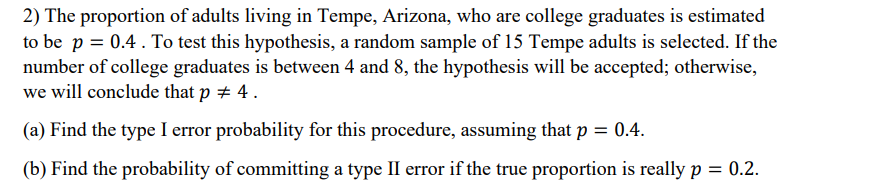 2) The proportion of adults living in Tempe, Arizona, who are college graduates is estimated
to be p = 0.4 . To test this hypothesis, a random sample of 15 Tempe adults is selected. If the
number of college graduates is between 4 and 8, the hypothesis will be accepted; otherwise,
we will conclude that p ≠ 4 .
(a) Find the type I error probability for this procedure, assuming that p = 0.4.
(b) Find the probability of committing a type II error if the true proportion is really p = 0.2.